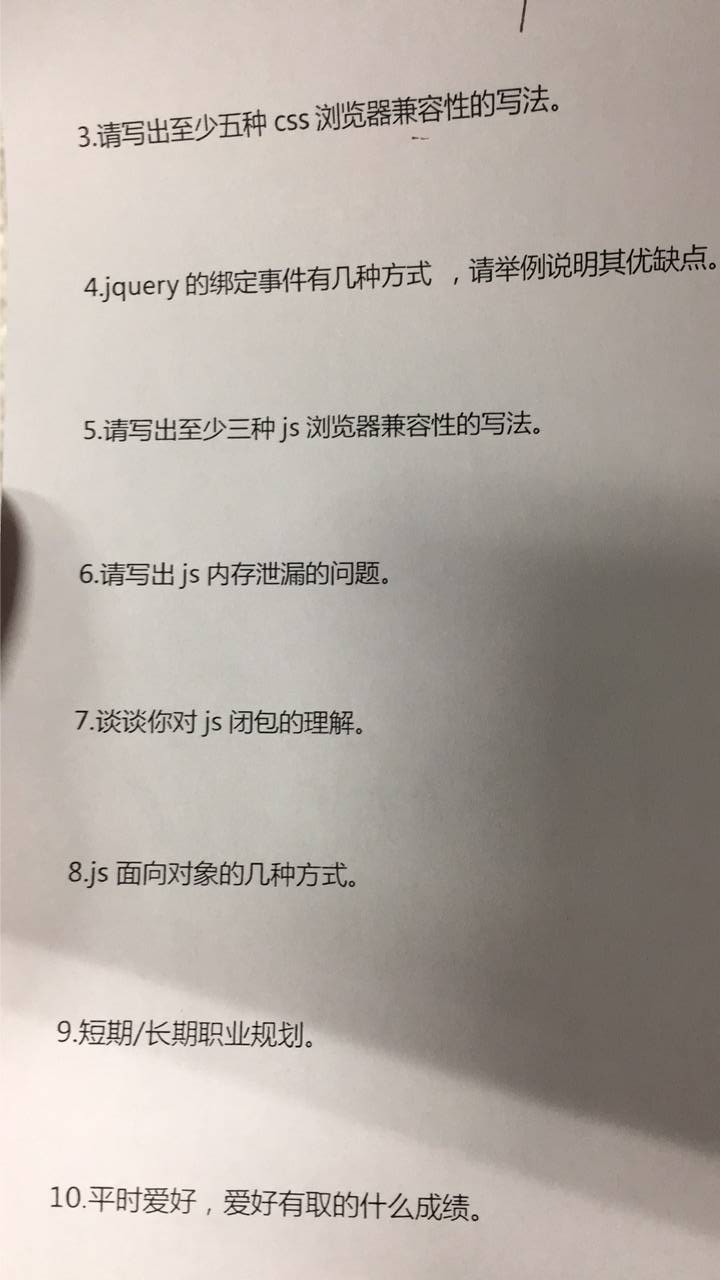 3.请写出至少五种 css 浏览器兼容性的写法。
4.jquery 的绑定事件有几种方式 ，请举例说明其优缺点。
5.请写出至少三种 js 浏览器兼容性的写法。
6.请写出 js 内存泄漏的问题。
7.谈谈你对 js 闭包的理解。
8.js 面向对象的几种方式。
9.短期/长期职业规划。
10.平时爱好，爱好有取的什么成绩。